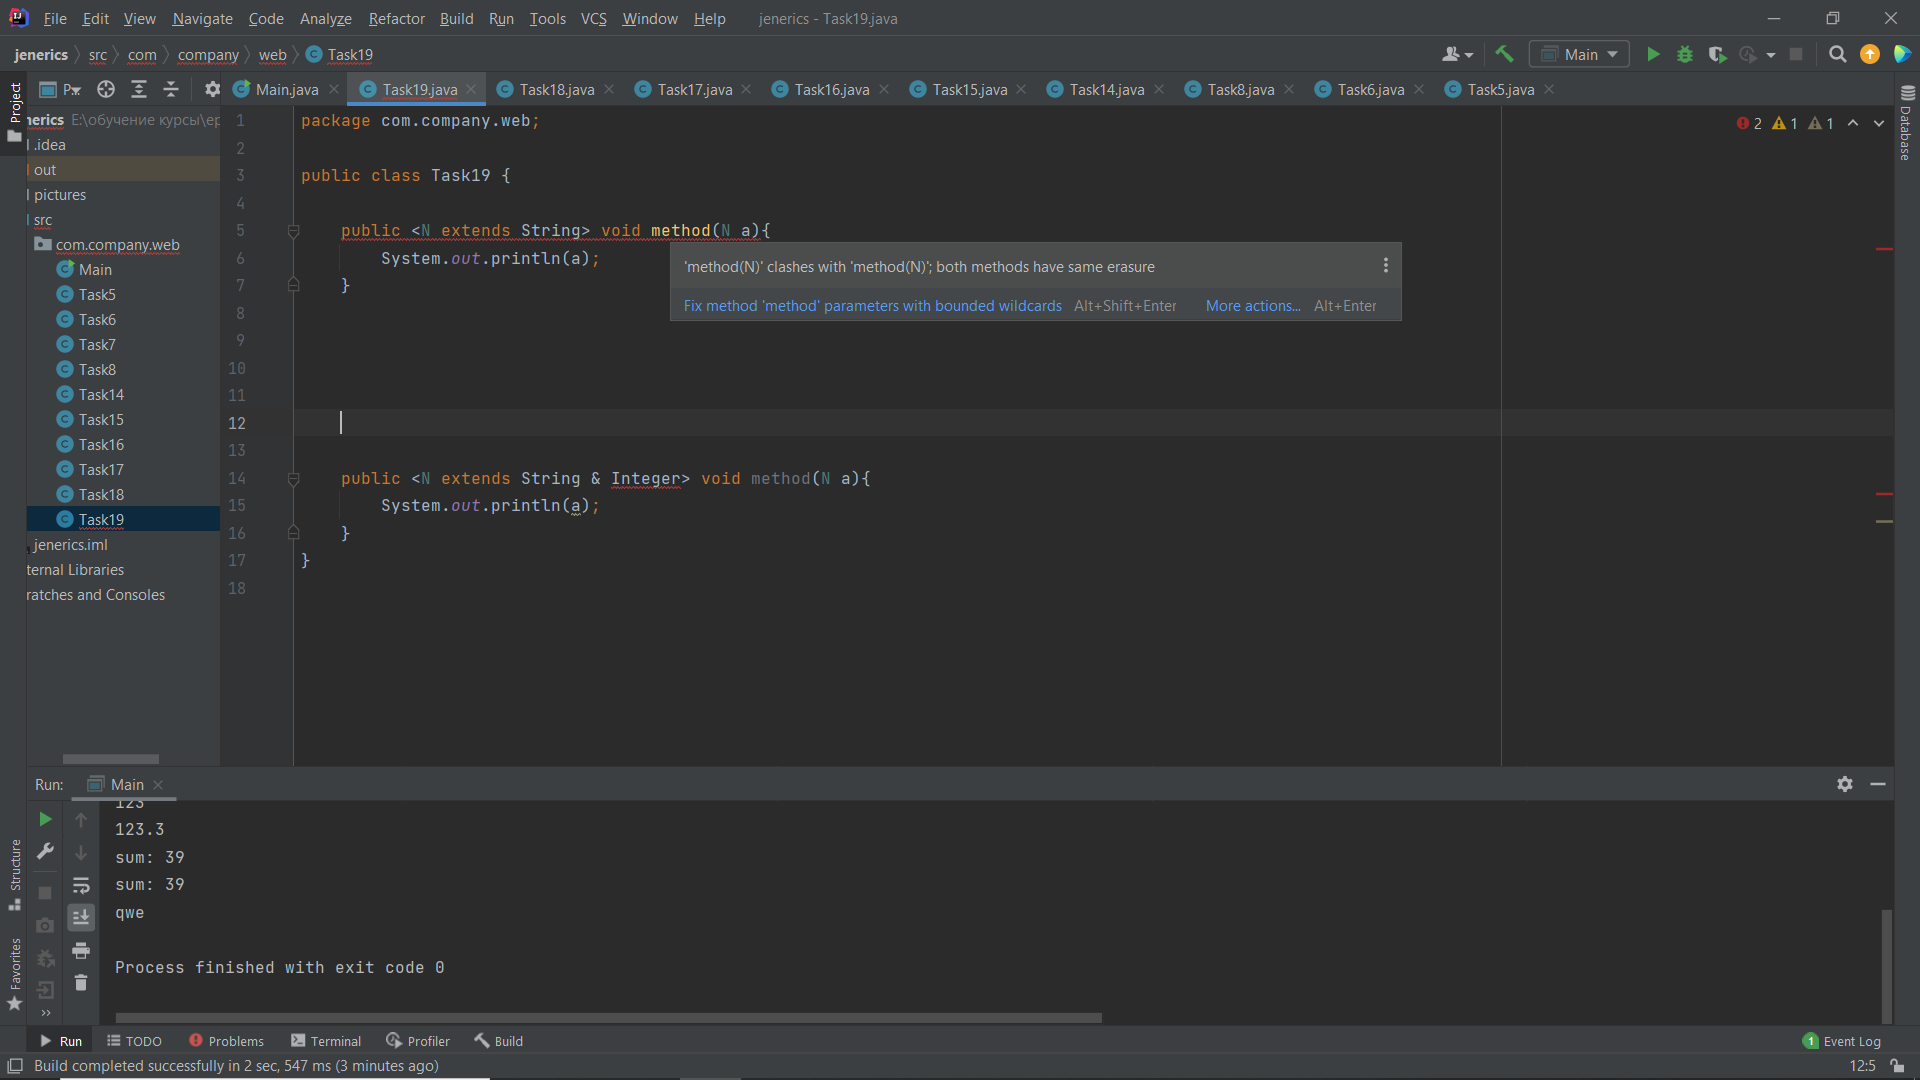 File Edit View Navigate Code Analyze Refactor Build Run Tools VCS Window Help jenerics - Task19.java
jenerics src com company web Task19 Main
Project
P...
Main.java Task19.java Task18.java Task17.java Task16.java Task15.java Task14.java Task8.java Task6.java Task5.java
nerics E:\обучение курсы\ер
.idea
out
pictures
src
com.company.web
Main
Task5
Task6
Task7
Task8
Task14
Task15
Task16
Task17
Task18
Task19
jenerics.iml
ternal Libraries
ratches and Consoles
1 package com.company.web;
2
3 public class Task19 {
4
5 public <N extends String> void method(N a){
6 System.out.println(a);
7 }
8
9
10
11
12
13
14 public <N extends String & Integer> void method(N a){
15 System.out.println(a);
16 }
17 }
18
'method(N)' clashes with 'method(N)'; both methods have same erasure
Fix method 'method' parameters with bounded wildcards Alt+Shift+Enter More actions... Alt+Enter
2 1 1
Database
Run: Main
123
123.3
sum: 39
sum: 39
qwe
Process finished with exit code 0
Structure
Favorites
Run TODO Problems Terminal Profiler Build 1 Event Log
Build completed successfully in 2 sec, 547 ms (3 minutes ago) 12:5